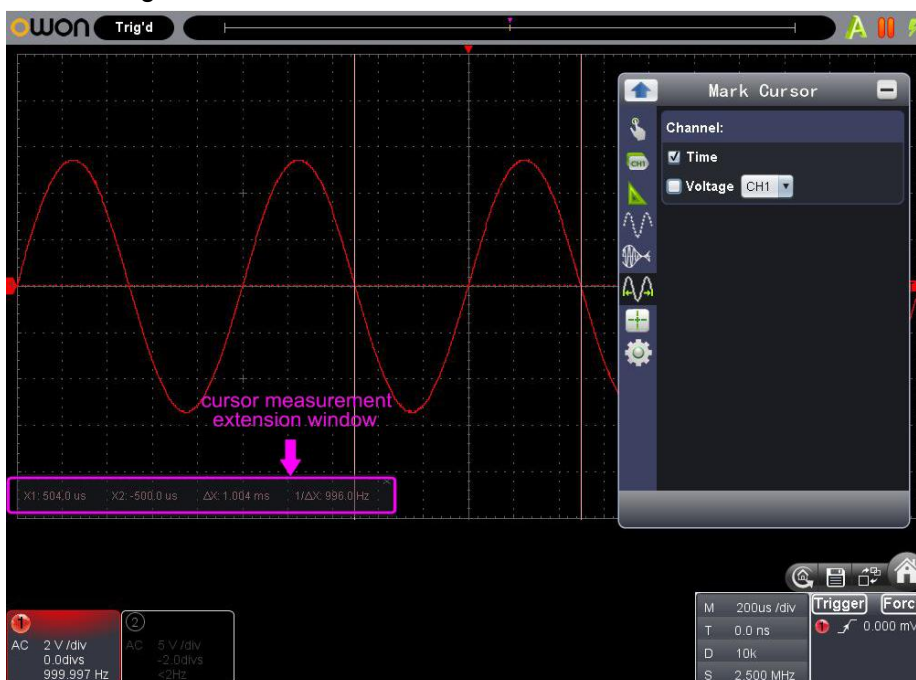 owon Trig'd
Mark Cursor
Channel:
CH1
Time
Voltage CH1
cursor measurement
extension window
X1: 504.0 us X2: -500.0 us ΔX: 1.004 ms 1/ΔX: 996.0 Hz
M 200us /div
T 0.0 ns
D 10k
S 2.500 MHz
Trigger Forc
1 0.000 mV
1
AC 2 V /div
0.0divs
999.997 Hz
2
AC 5 V /div
-2.0divs
<2Hz